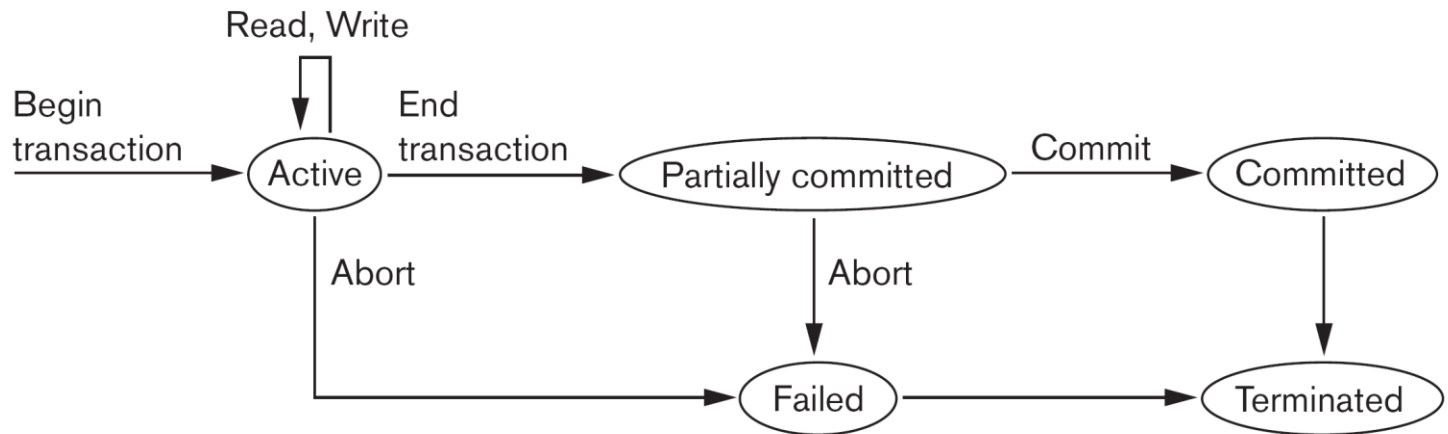 Read, Write
Begin
transaction
End
transaction
Active
Partially committed
Commit
Committed
Abort
Abort
Failed
Terminated